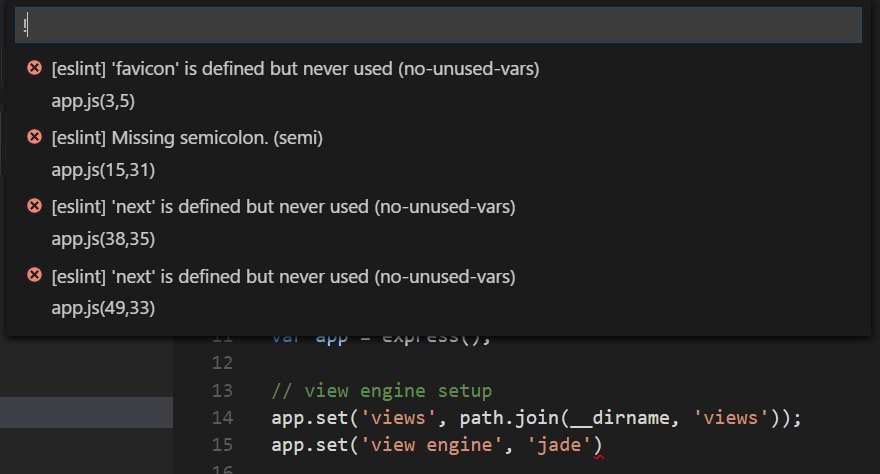 !
[eslint] 'favicon' is defined but never used (no-unused-vars)
app.js(3,5)
[eslint] Missing semicolon. (semi)
app.js(15,31)
[eslint] 'next' is defined but never used (no-unused-vars)
app.js(38,35)
[eslint] 'next' is defined but never used (no-unused-vars)
app.js(49,33)
11 var app = express();
12
13 // view engine setup
14 app.set('views', path.join(__dirname, 'views'));
15 app.set('view engine', 'jade')
16